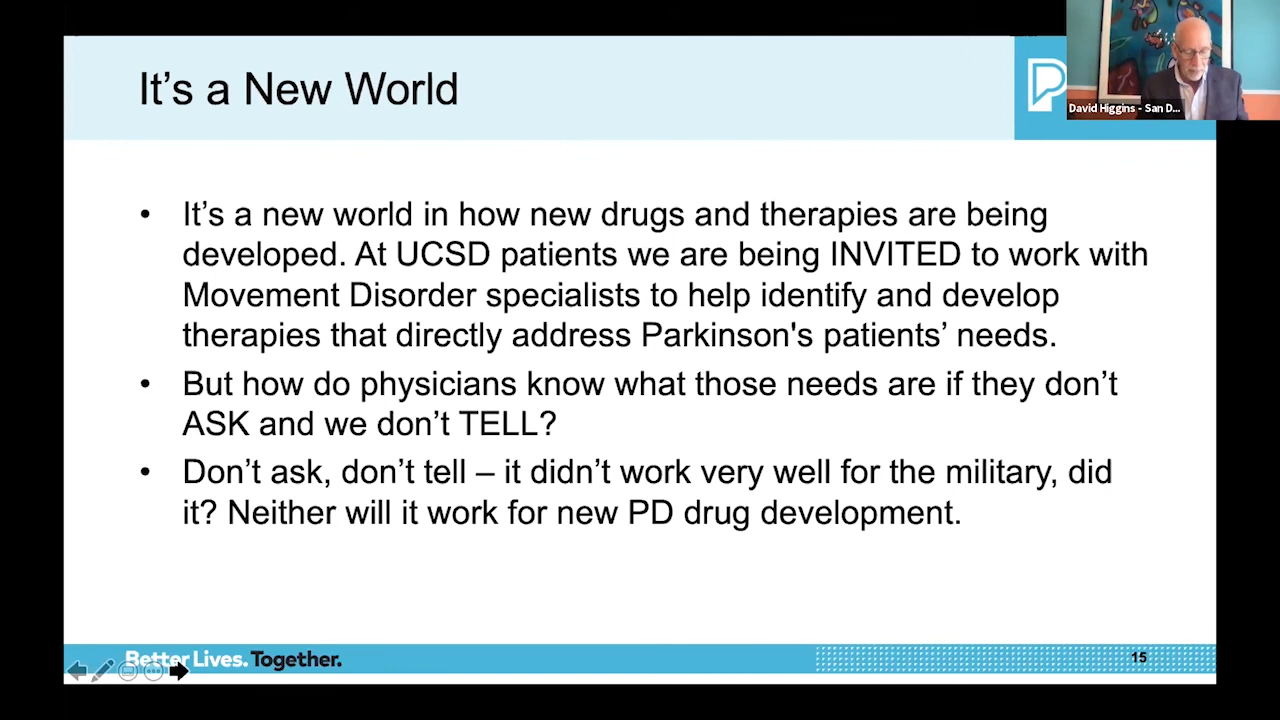 It's a New World
P
David Higgins - San D...
• It’s a new world in how new drugs and therapies are being
developed. At UCSD patients we are being INVITED to work with
Movement Disorder specialists to help identify and develop
therapies that directly address Parkinson's patients’ needs.
• But how do physicians know what those needs are if they don’t
ASK and we don’t TELL?
• Don’t ask, don’t tell – it didn’t work very well for the military, did
it? Neither will it work for new PD drug development.
Better Lives. Together.
15